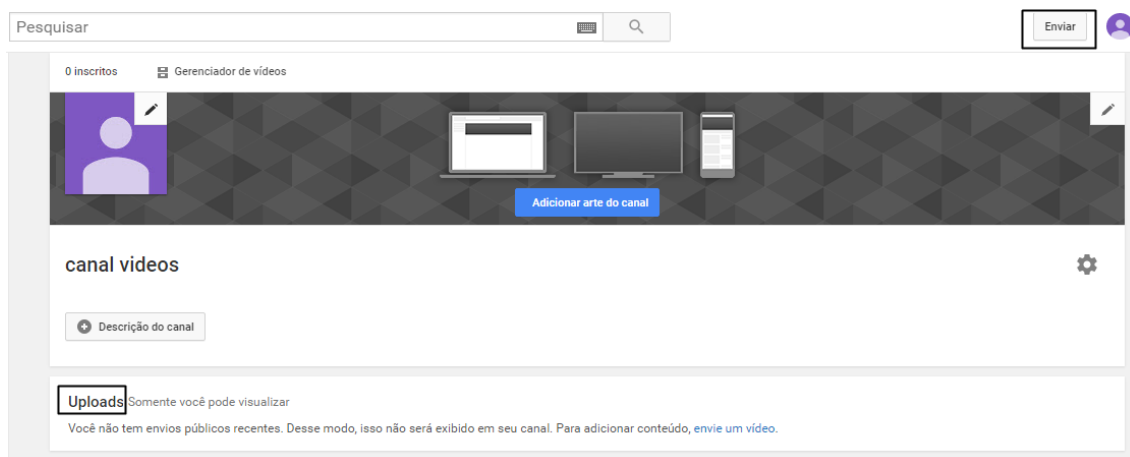 Pesquisar
Enviar
0 inscritos Gerenciador de vídeos
Adicionar arte do canal
canal videos
Descrição do canal
Uploads Somente você pode visualizar
Você não tem envios públicos recentes. Desse modo, isso não será exibido em seu canal. Para adicionar conteúdo, envie um vídeo.